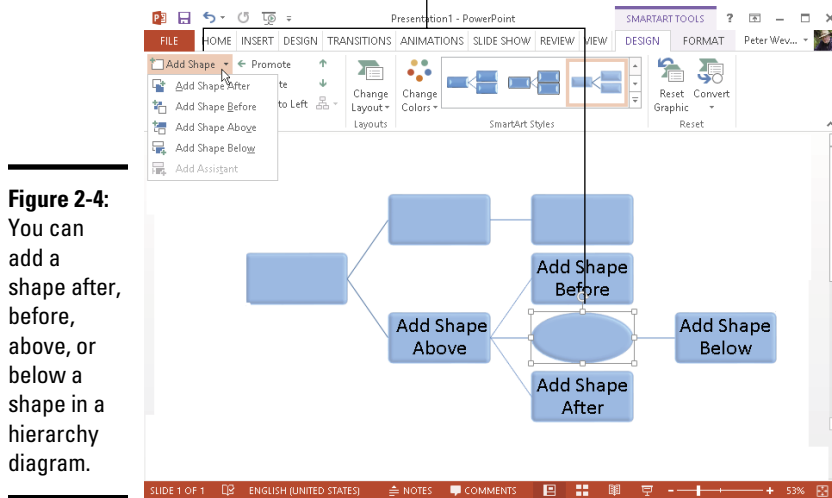 Presentation1 - PowerPoint
SMARTART TOOLS
?
FILE HOME INSERT DESIGN TRANSITIONS ANIMATIONS SLIDE SHOW REVIEW VIEW DESIGN FORMAT Peter Wev...
Add Shape Promote
Add Shape After
Add Shape Before
to Left
Add Shape Above
Add Shape Below
Add Assistant
Change
Layout
Layouts
Change
Colors
SmartArt Styles
Reset
Graphic
Convert
Reset
Figure 2-4:
You can
add a
shape after,
before,
above, or
below a
shape in a
hierarchy
diagram.
Add Shape
Before
Add Shape
Above
Add Shape
Below
Add Shape
After
SLIDE 1 OF 1 ENGLISH (UNITED STATES) NOTES COMMENTS 53%